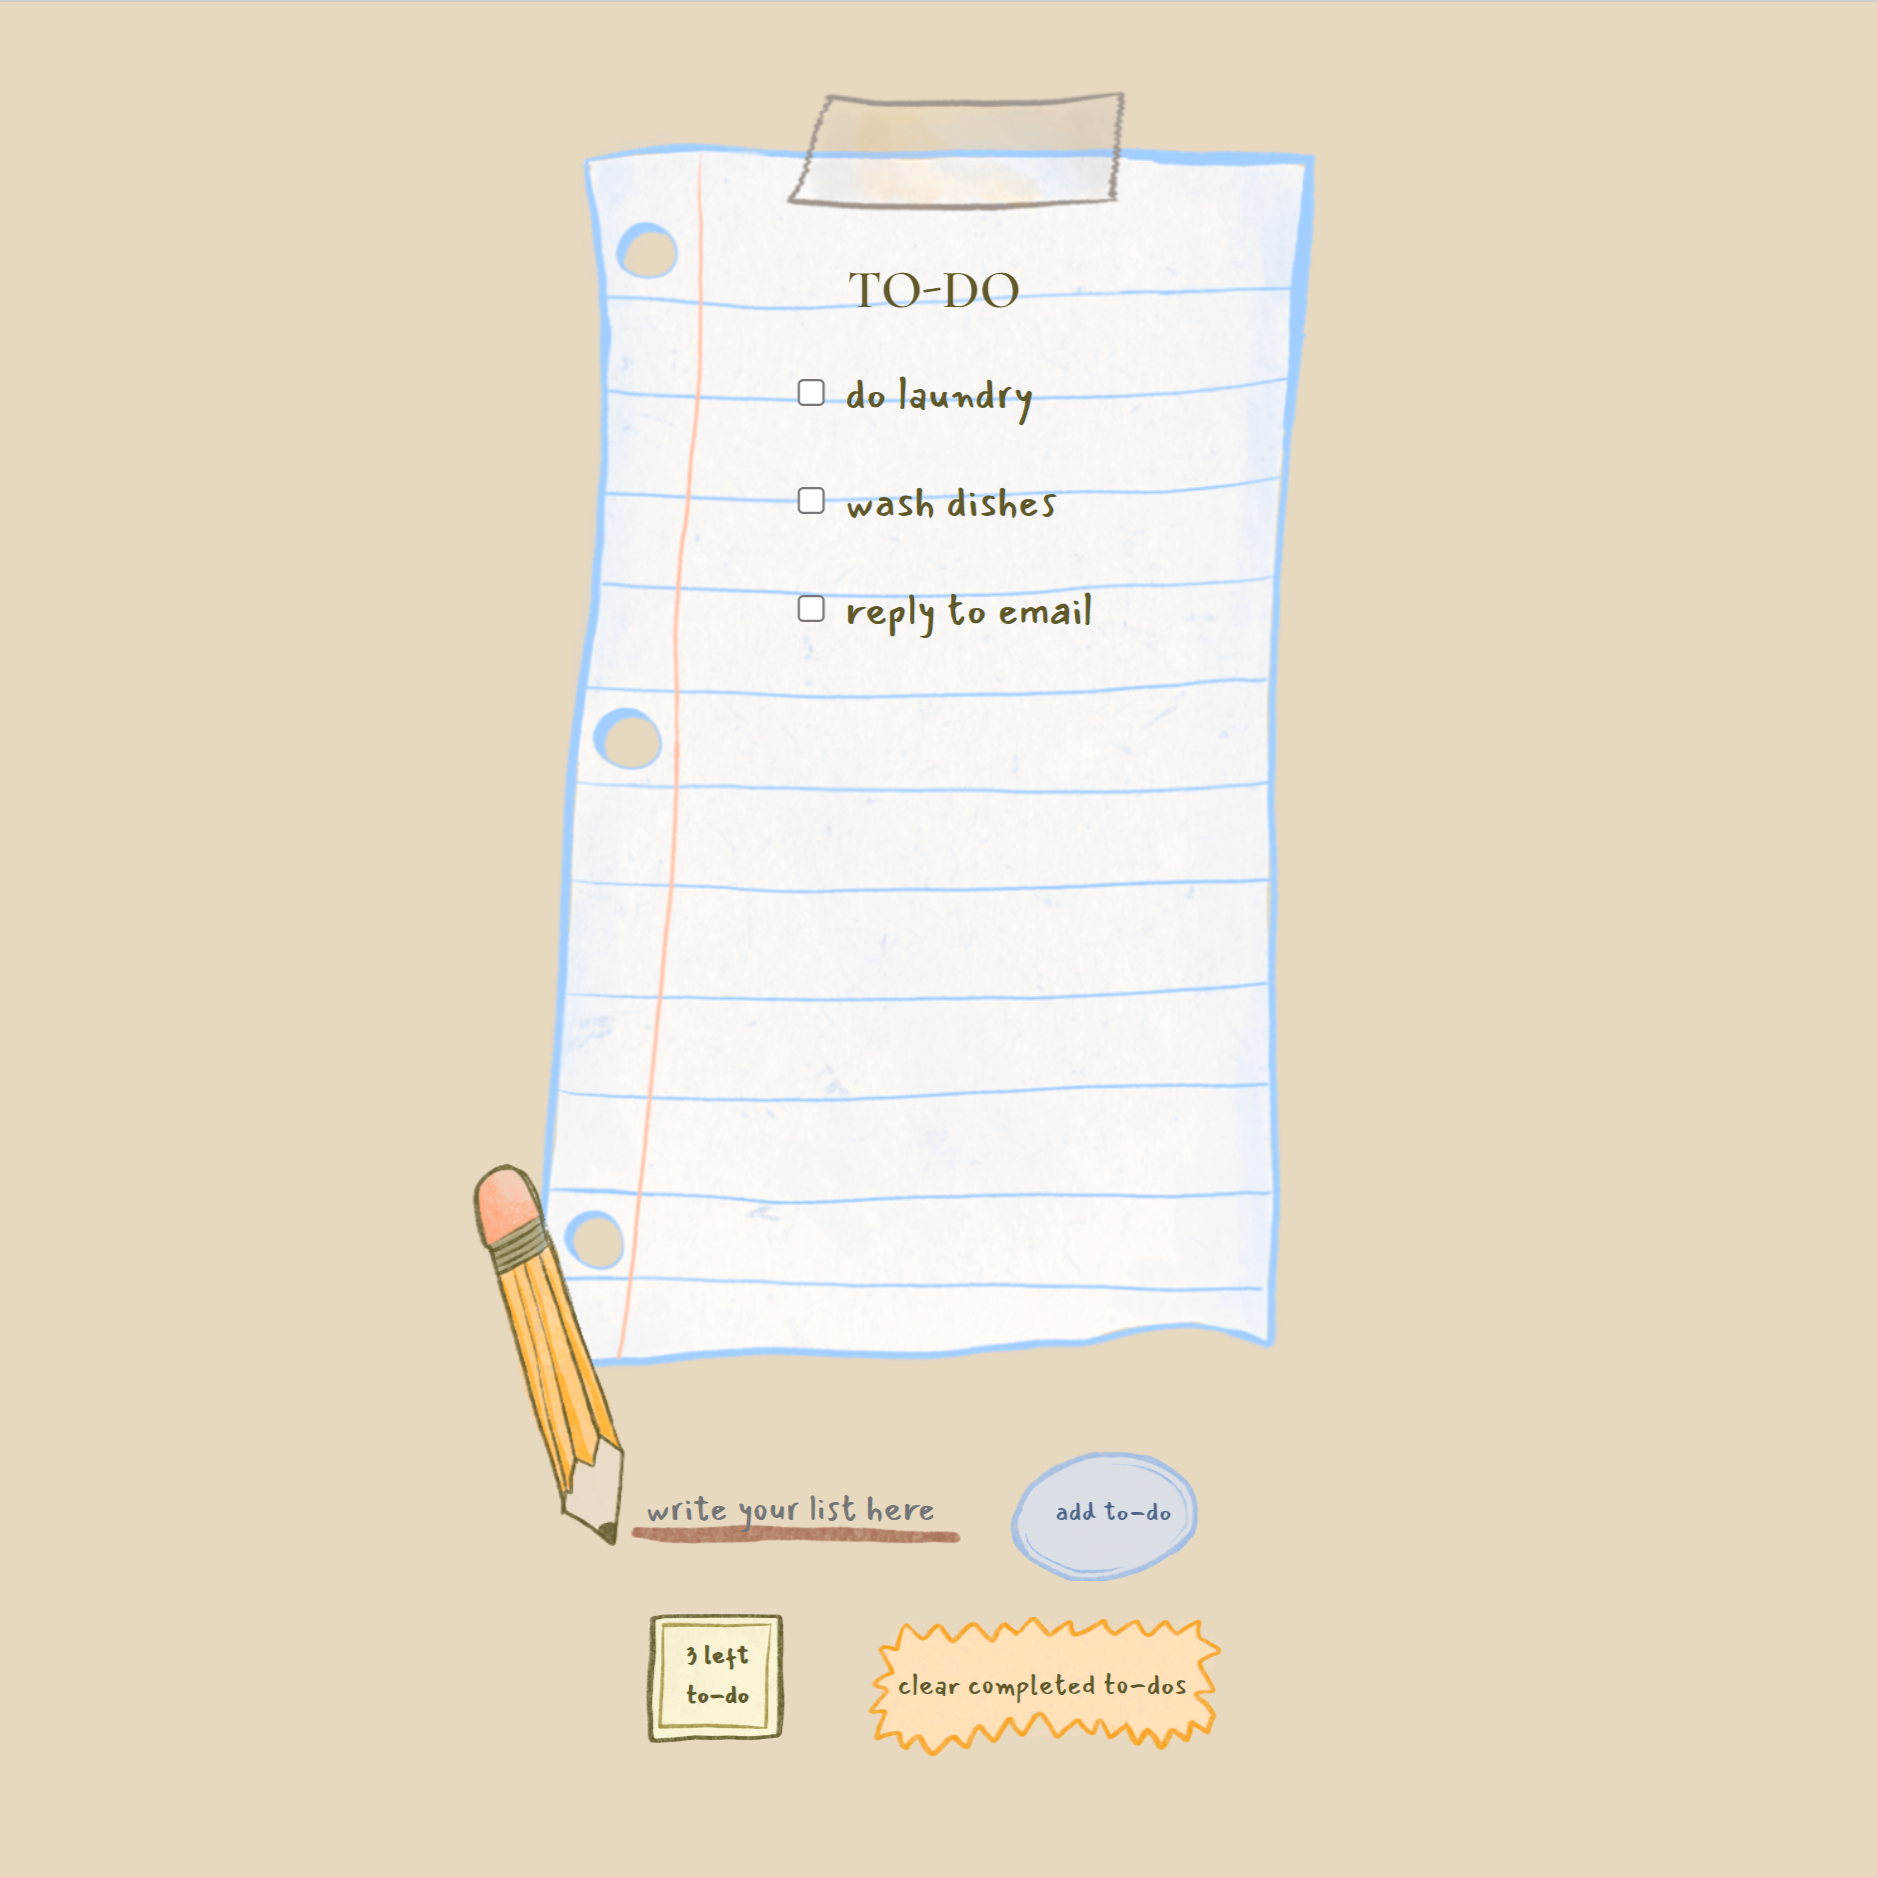 TO-DO
do laundry
wash dishes
reply to email
write your list here
add to-do
3 left
to-do
clear completed to-dos